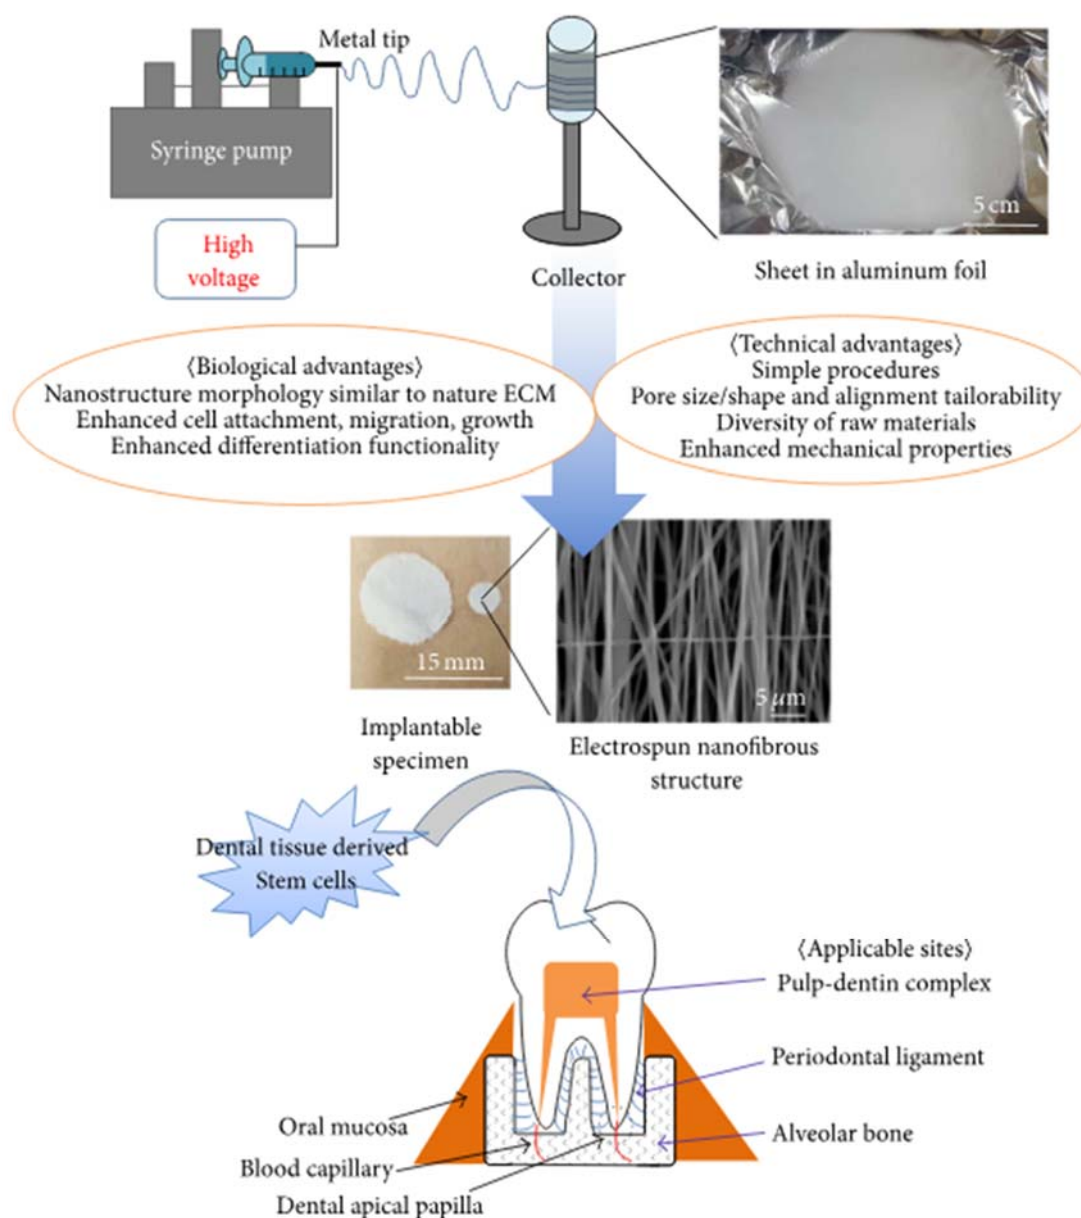 Metal tip
Syringe pump
High
voltage
Collector
5 cm
Sheet in aluminum foil
⟨Biological advantages⟩
Nanostructure morphology similar to nature ECM
Enhanced cell attachment, migration, growth
Enhanced differentiation functionality
⟨Technical advantages⟩
Simple procedures
Pore size/shape and alignment tailorability
Diversity of raw materials
Enhanced mechanical properties
15 mm
5 μm
Implantable
specimen
Electrospun nanofibrous
structure
Dental tissue derived
Stem cells
⟨Applicable sites⟩
Pulp-dentin complex
Periodontal ligament
Oral mucosa
Alveolar bone
Blood capillary
Dental apical papilla